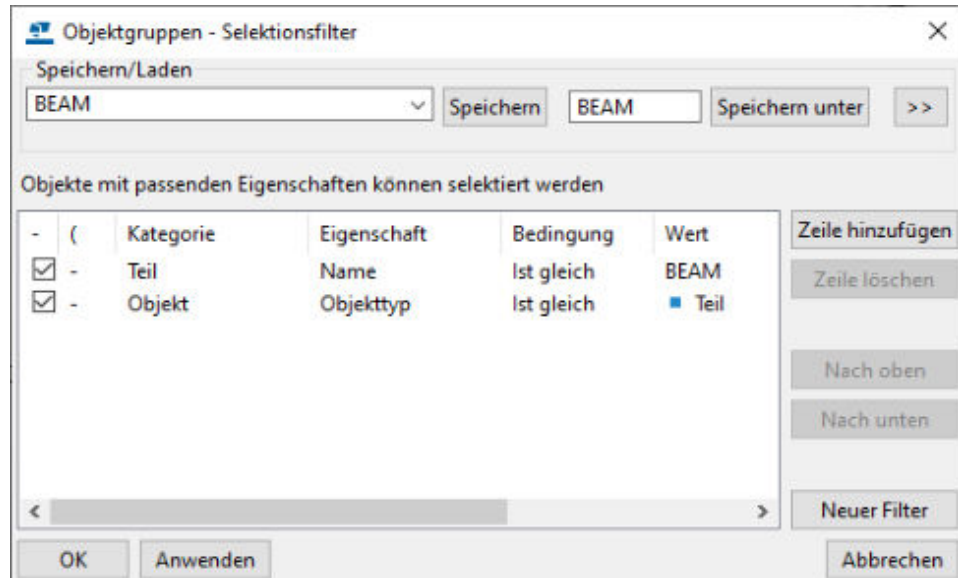 Objektgruppen - Selektionsfilter
Speichern/Laden
BEAM Speichern BEAM Speichern unter >>
Objekte mit passenden Eigenschaften können selektiert werden
- ( Kategorie Eigenschaft Bedingung Wert
- Teil Name Ist gleich BEAM
- Objekt Objekttyp Ist gleich Teil
Zeile hinzufügen
Zeile löschen
Nach oben
Nach unten
Neuer Filter
OK Anwenden Abbrechen